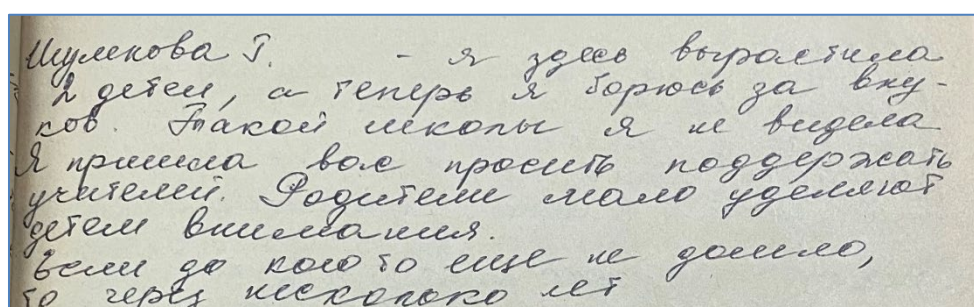 Шумкова Т. - я здесь вырастила
2 детей, а теперь я борюсь за вну-
ков. Такой школы я не видела
Я пришла вас просить поддержать
учителей. Родители мало уделяют
детям внимания.
Если до кого то еще не дошло,
то через несколько лет